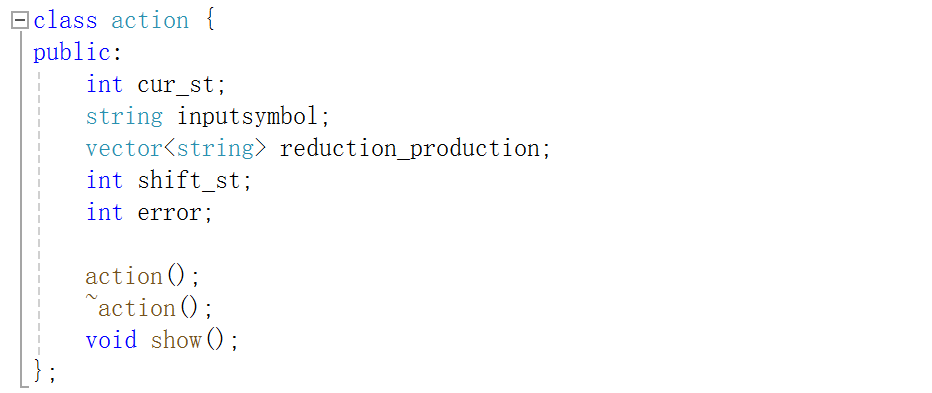 class action {
public:
    int cur_st;
    string inputsymbol;
    vector<string> reduction_production;
    int shift_st;
    int error;

    action();
    ~action();
    void show();
};